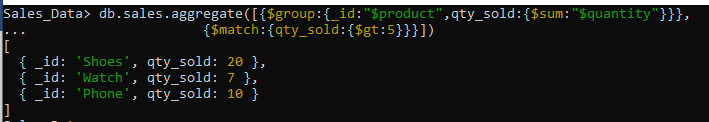 Sales_Data> db.sales.aggregate([{$group:{_id:"$product",qty_sold:{$sum:"$quantity"}}},
... {$match:{qty_sold:{$gt:5}}}])
[
  { _id: 'Shoes', qty_sold: 20 },
  { _id: 'Watch', qty_sold: 7 },
  { _id: 'Phone', qty_sold: 10 }
]